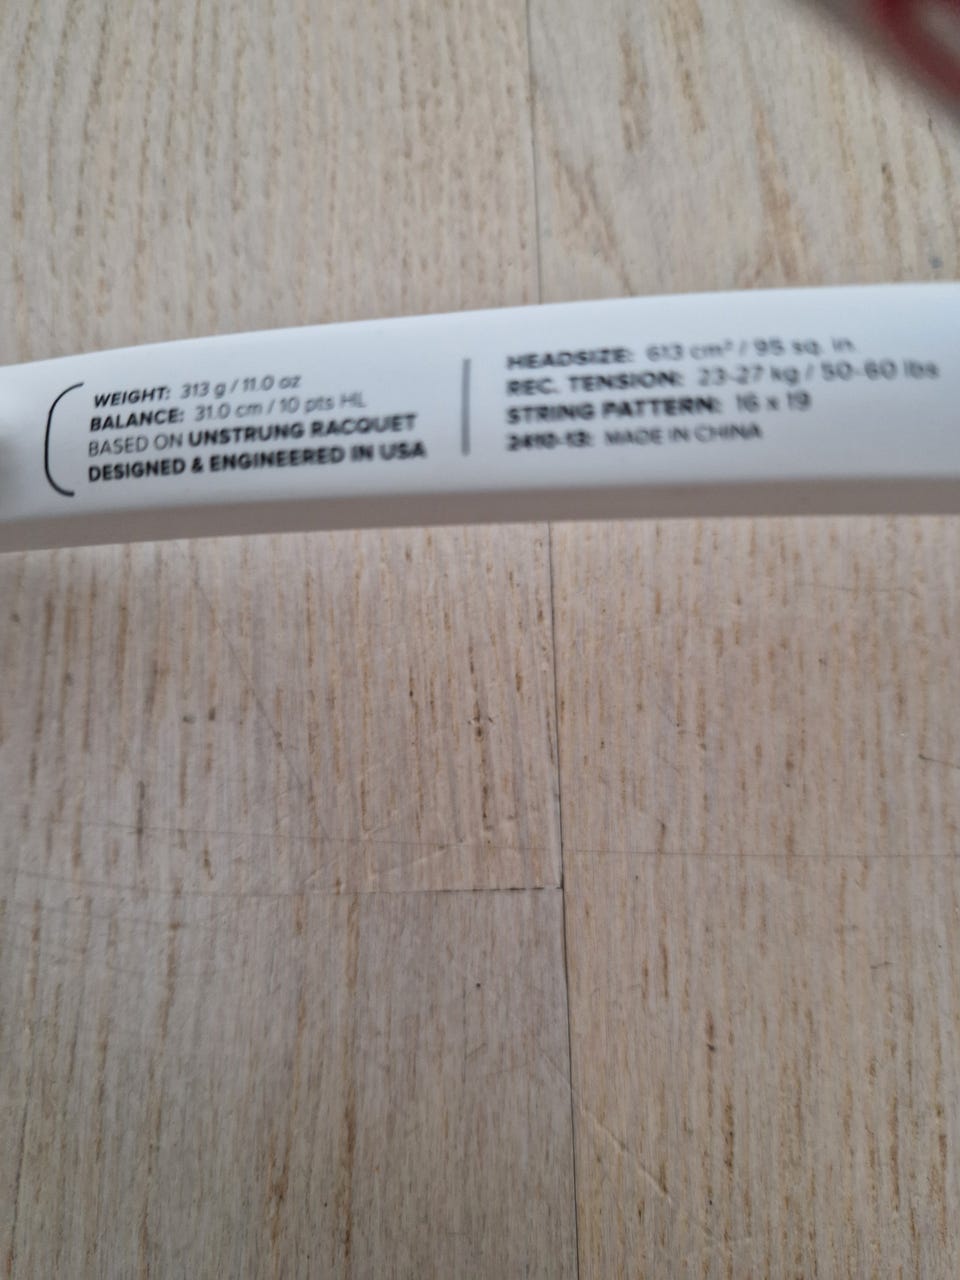 WEIGHT: 313 g / 11.0 oz
BALANCE: 31.0 cm / 10 pts HL
BASED ON UNSTRUNG RACQUET
DESIGNED & ENGINEERED IN USA
HEADSIZE: 613 cm² / 95 sq. in.
REC. TENSION: 23-27 kg / 50-60 lbs
STRING PATTERN: 16 x 19
2410-13: MADE IN CHINA